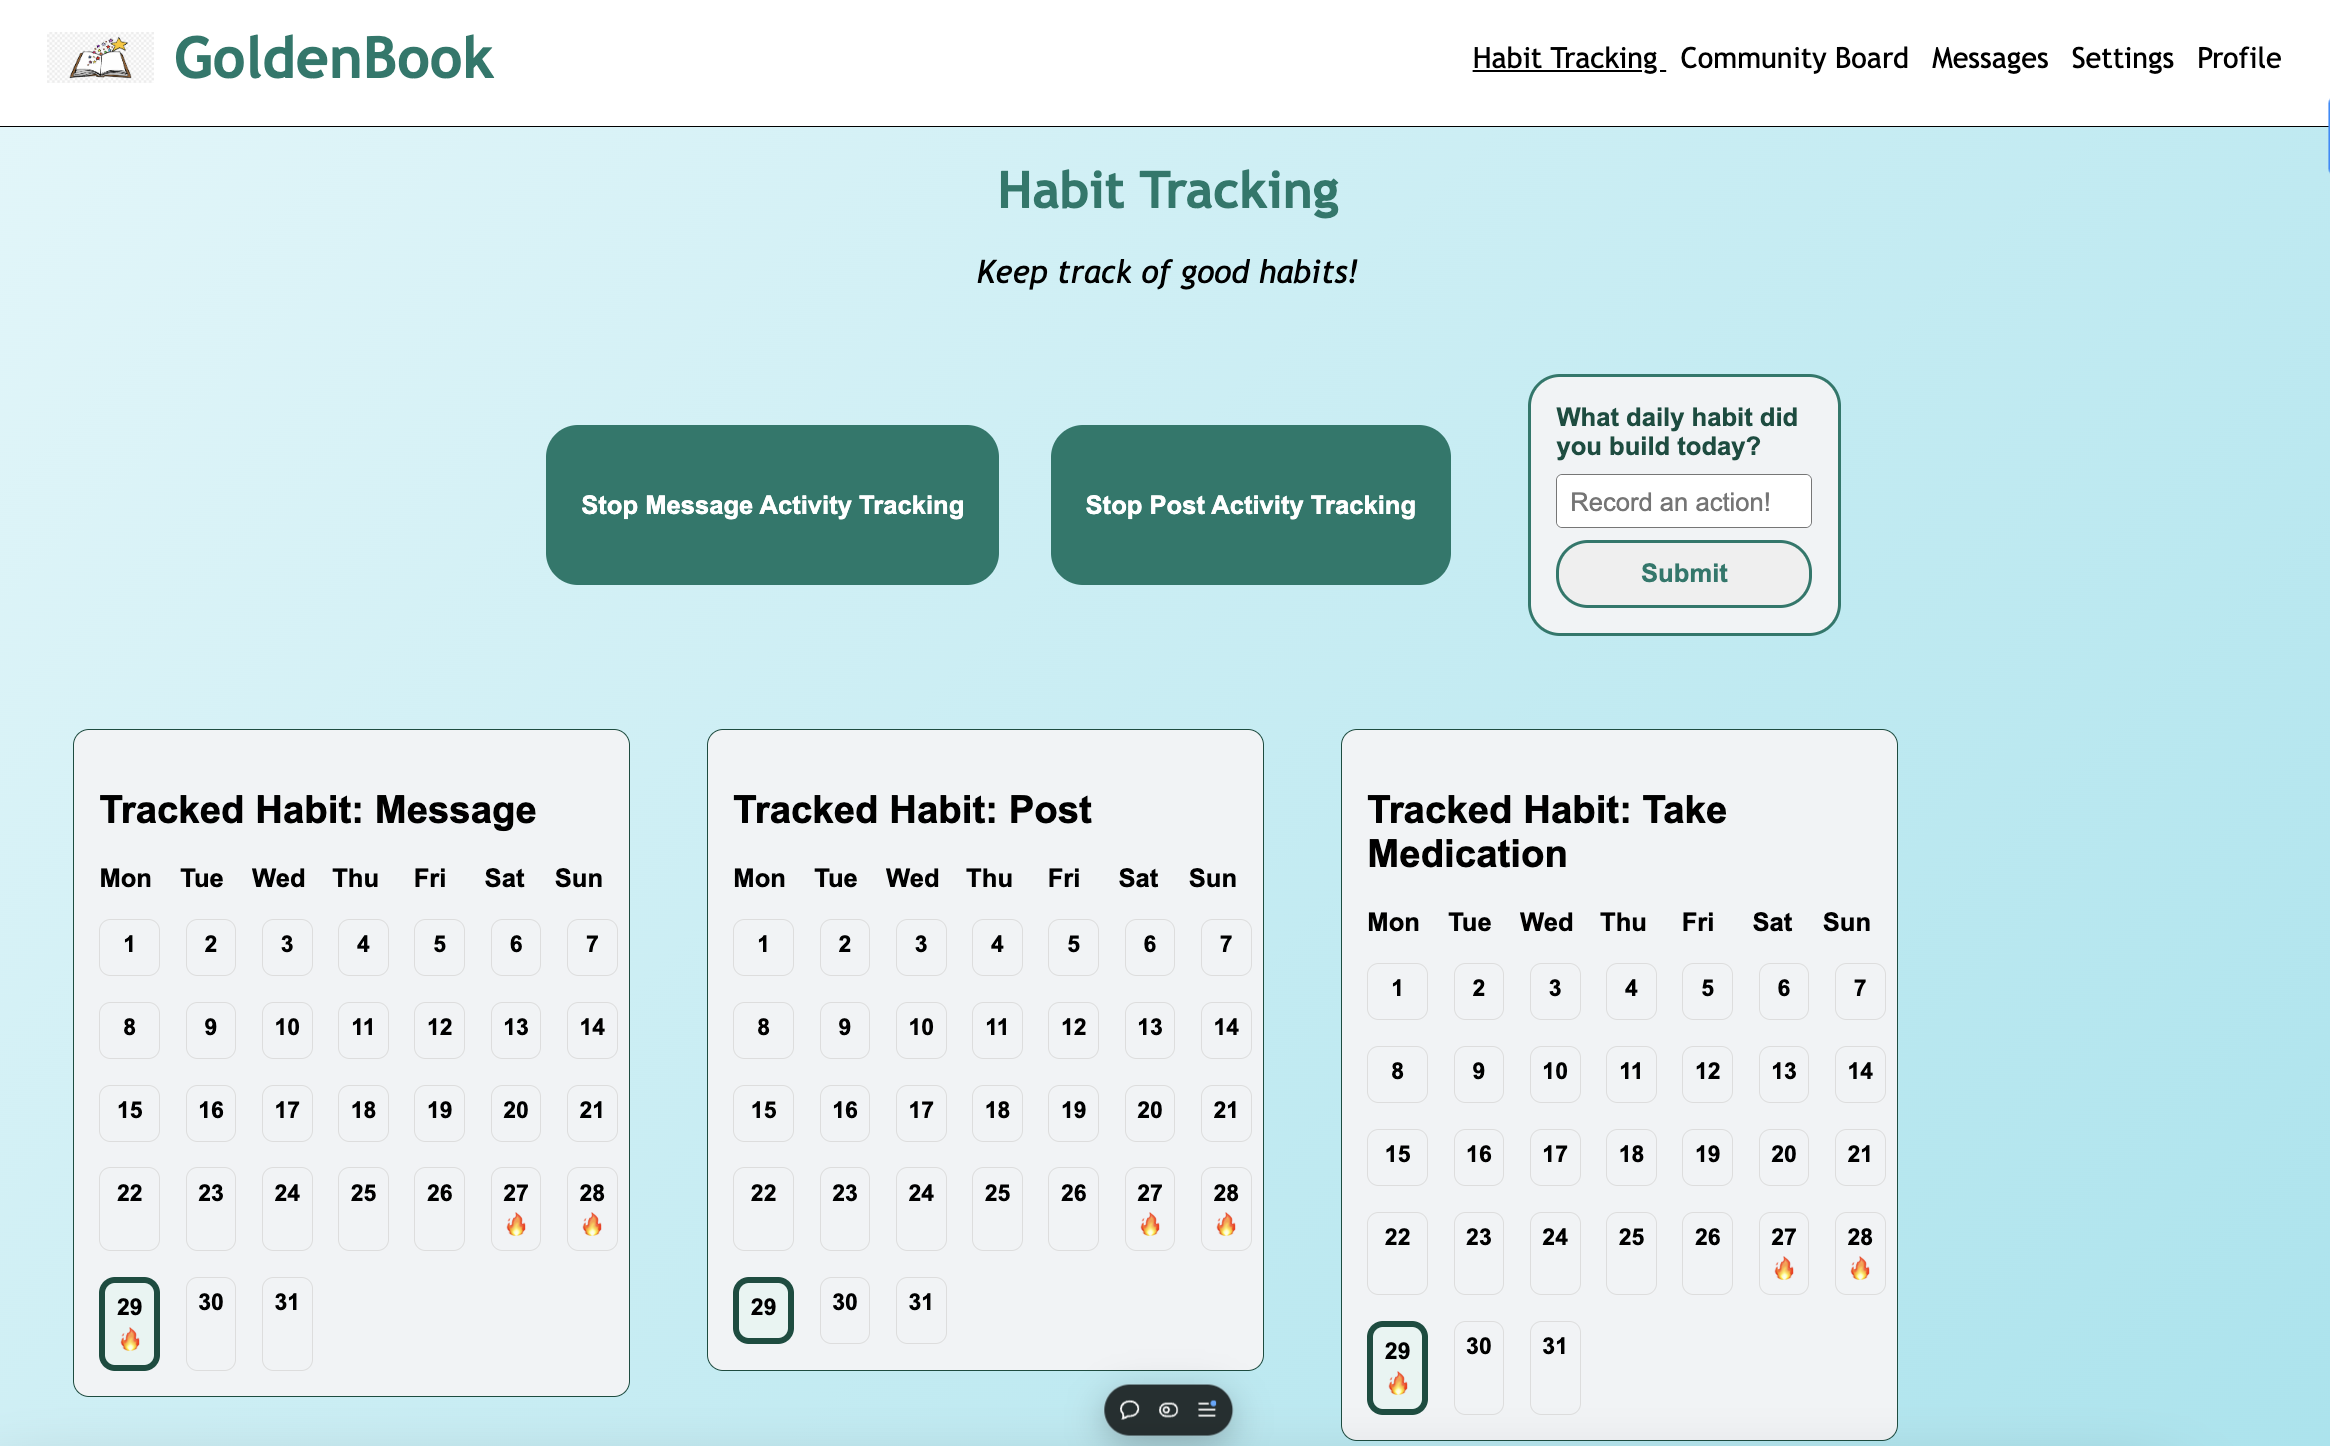 GoldenBook
Habit Tracking Community Board Messages Settings Profile
Habit Tracking
Keep track of good habits!
Stop Message Activity Tracking
Stop Post Activity Tracking
What daily habit did
you build today?
Record an action!
Submit
Tracked Habit: Message
Mon Tue Wed Thu Fri Sat Sun
1 2 3 4 5 6 7
8 9 10 11 12 13 14
15 16 17 18 19 20 21
22 23 24 25 26 27 28
29 30 31
Tracked Habit: Post
Mon Tue Wed Thu Fri Sat Sun
1 2 3 4 5 6 7
8 9 10 11 12 13 14
15 16 17 18 19 20 21
22 23 24 25 26 27 28
29 30 31
Tracked Habit: Take
Medication
Mon Tue Wed Thu Fri Sat Sun
1 2 3 4 5 6 7
8 9 10 11 12 13 14
15 16 17 18 19 20 21
22 23 24 25 26 27 28
29 30 31